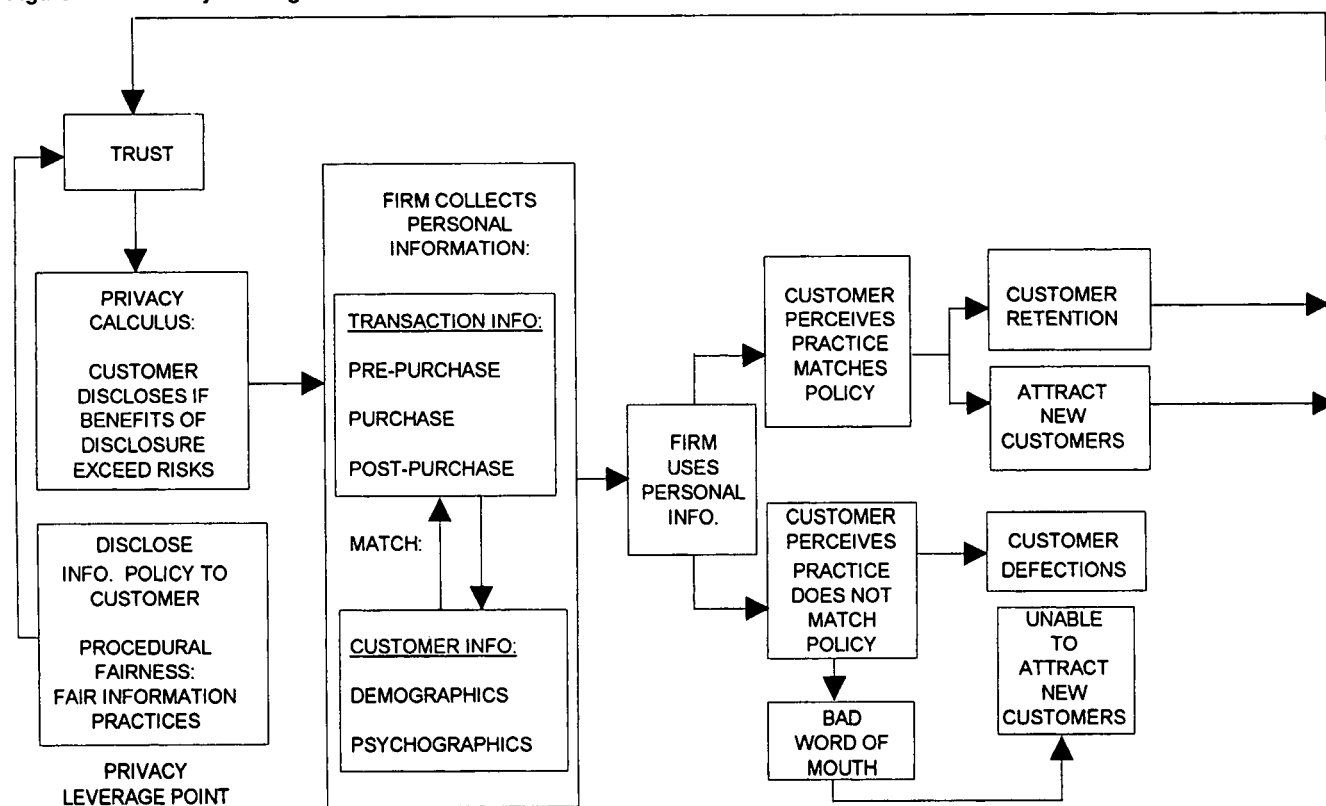 TRUST
PRIVACY
CALCULUS:
CUSTOMER
DISCLOSES IF
BENEFITS OF
DISCLOSURE
EXCEED RISKS
DISCLOSE
INFO. POLICY TO
CUSTOMER
PROCEDURAL
FAIRNESS:
FAIR INFORMATION
PRACTICES
PRIVACY
LEVERAGE POINT
FIRM COLLECTS
PERSONAL
INFORMATION:
TRANSACTION INFO:
PRE-PURCHASE
PURCHASE
POST-PURCHASE
MATCH:
CUSTOMER INFO:
DEMOGRAPHICS
PSYCHOGRAPHICS
FIRM
USES
PERSONAL
INFO.
CUSTOMER
PERCEIVES
PRACTICE
MATCHES
POLICY
CUSTOMER
RETENTION
ATTRACT
NEW
CUSTOMERS
CUSTOMER
PERCEIVES
PRACTICE
DOES NOT
MATCH
POLICY
CUSTOMER
DEFECTIONS
BAD
WORD OF
MOUTH
UNABLE
TO
ATTRACT
NEW
CUSTOMERS